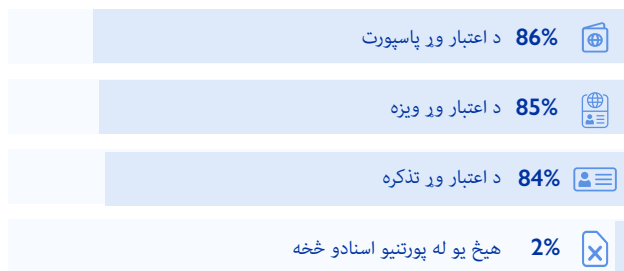 86% د اعتبار وړ پاسپورت
85% د اعتبار وړ ویزه
84% د اعتبار وړ تذکره
2% هیڅ یو له پورتنیو اسنادو څخه